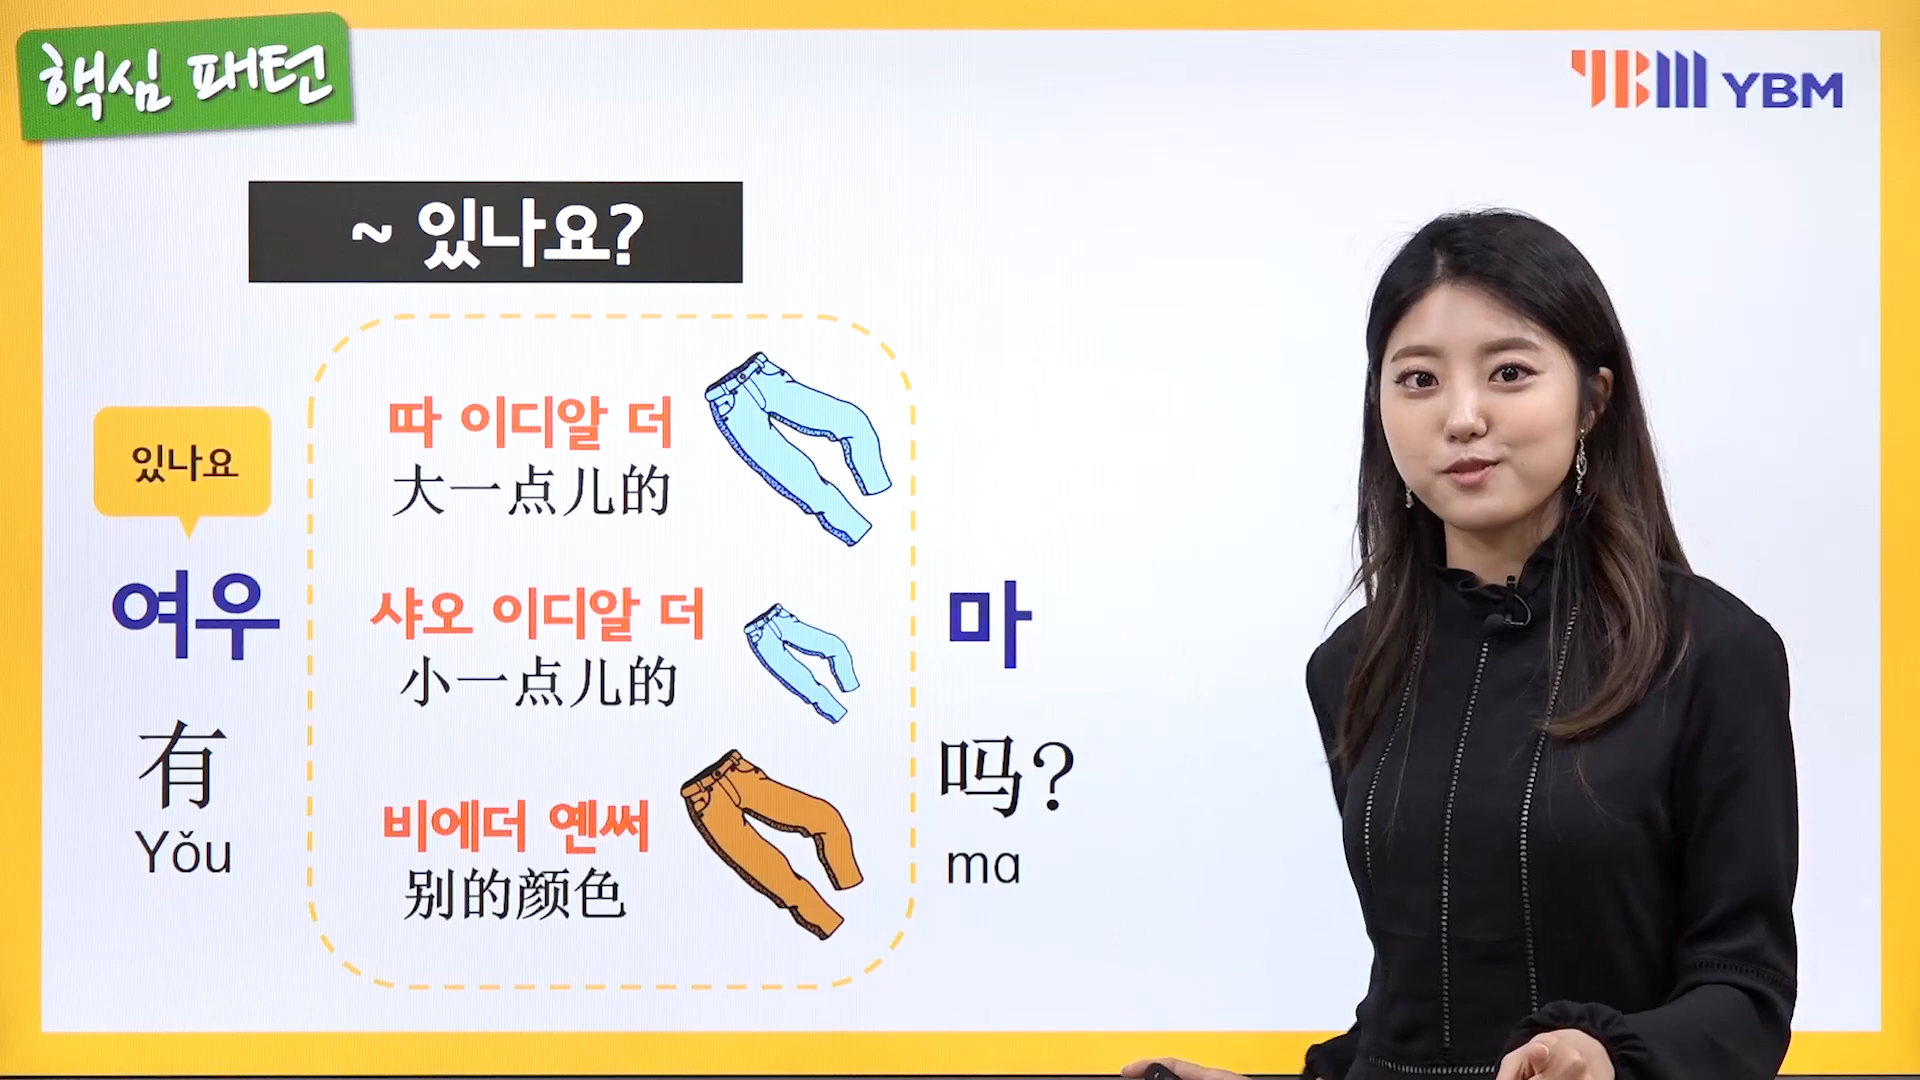 핵심 패턴
YBM YBM
~ 있나요?
있나요
여우
有
Yǒu
따 이디알 더
大一点儿的
샤오 이디알 더
小一点儿的
비에더 옌써
别的颜色
마
吗?
ma